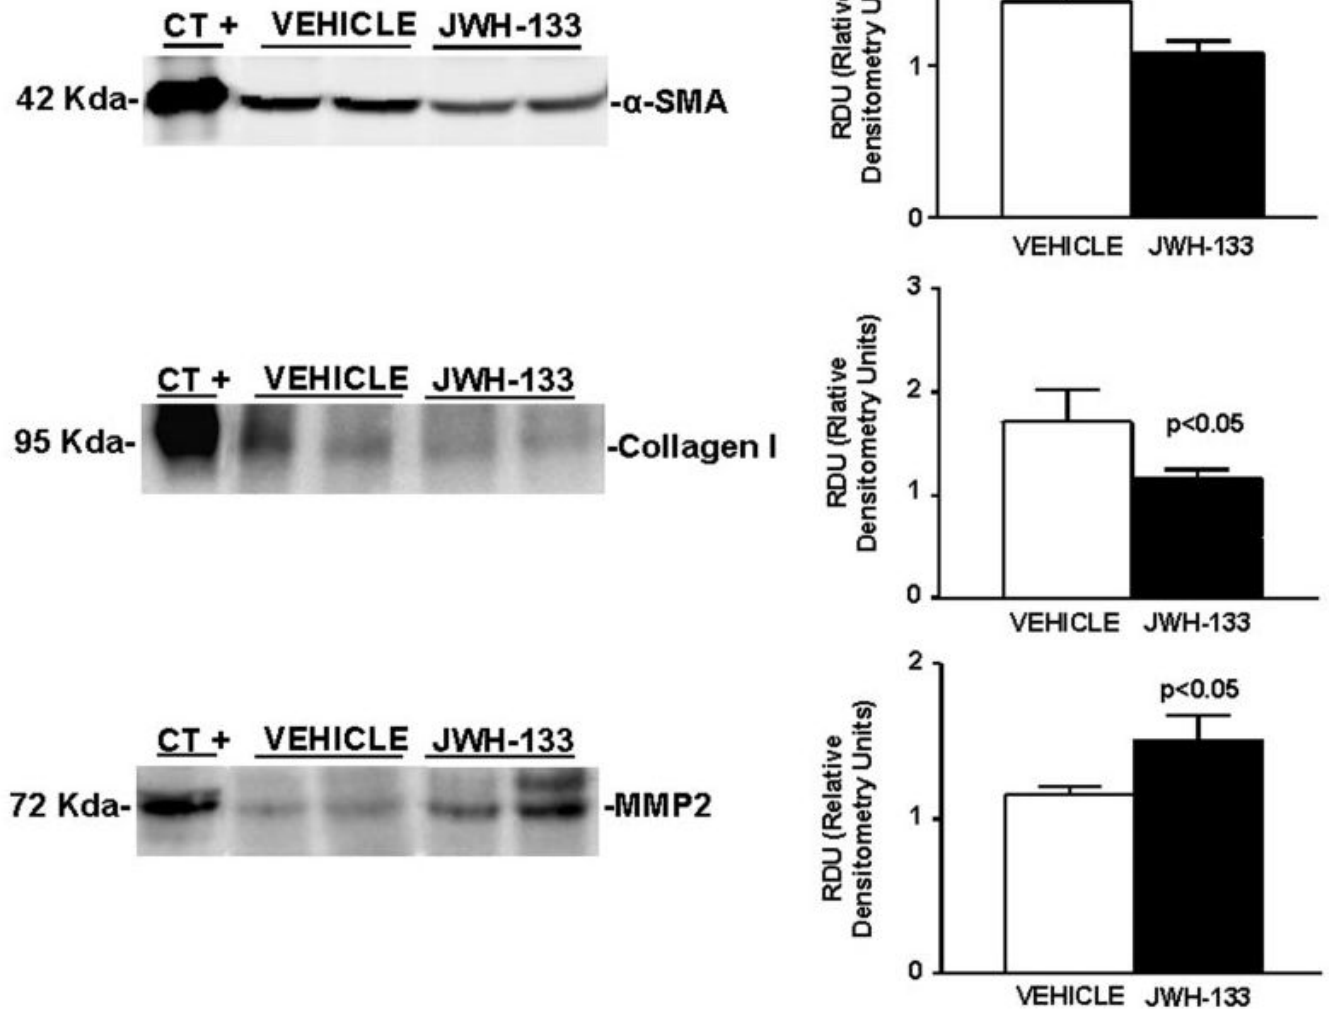 CT + VEHICLE JWH-133
42 Kda- -α-SMA
RDU (Rlative
Densitometry U
1
0
VEHICLE JWH-133
CT + VEHICLE JWH-133
95 Kda- -Collagen I
RDU (Rlative
Densitometry Units)
3
2
1
0
p<0.05
VEHICLE JWH-133
CT + VEHICLE JWH-133
72 Kda- -MMP2
RDU (Relative
Densitometry Units)
2
1
0
p<0.05
VEHICLE JWH-133